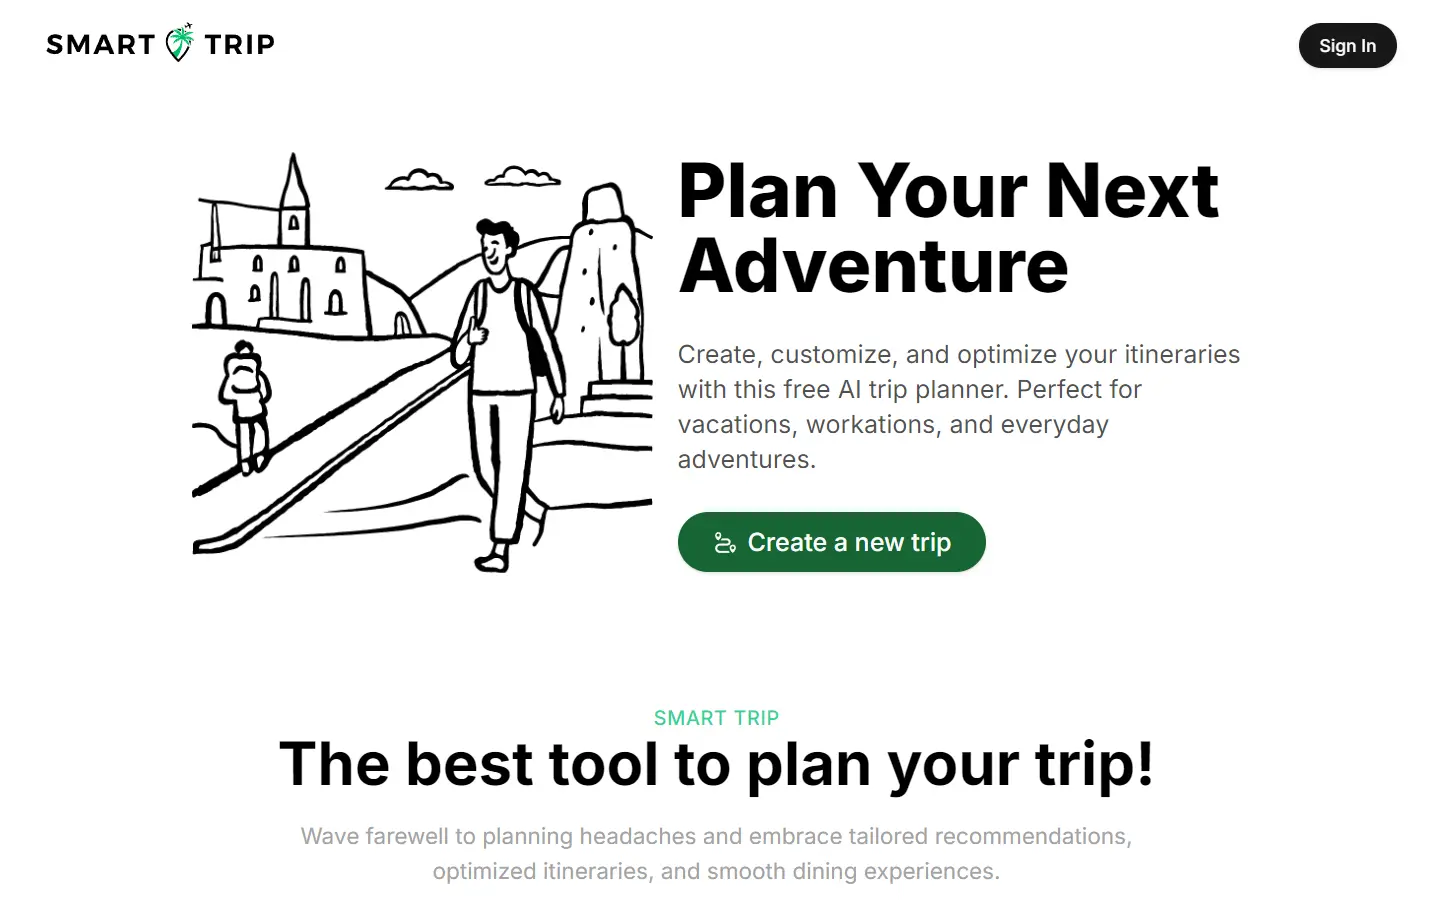 SMART TRIP
Sign In
Plan Your Next
Adventure
Create, customize, and optimize your itineraries
with this free AI trip planner. Perfect for
vacations, workations, and everyday
adventures.
Create a new trip
SMART TRIP
The best tool to plan your trip!
Wave farewell to planning headaches and embrace tailored recommendations,
optimized itineraries, and smooth dining experiences.